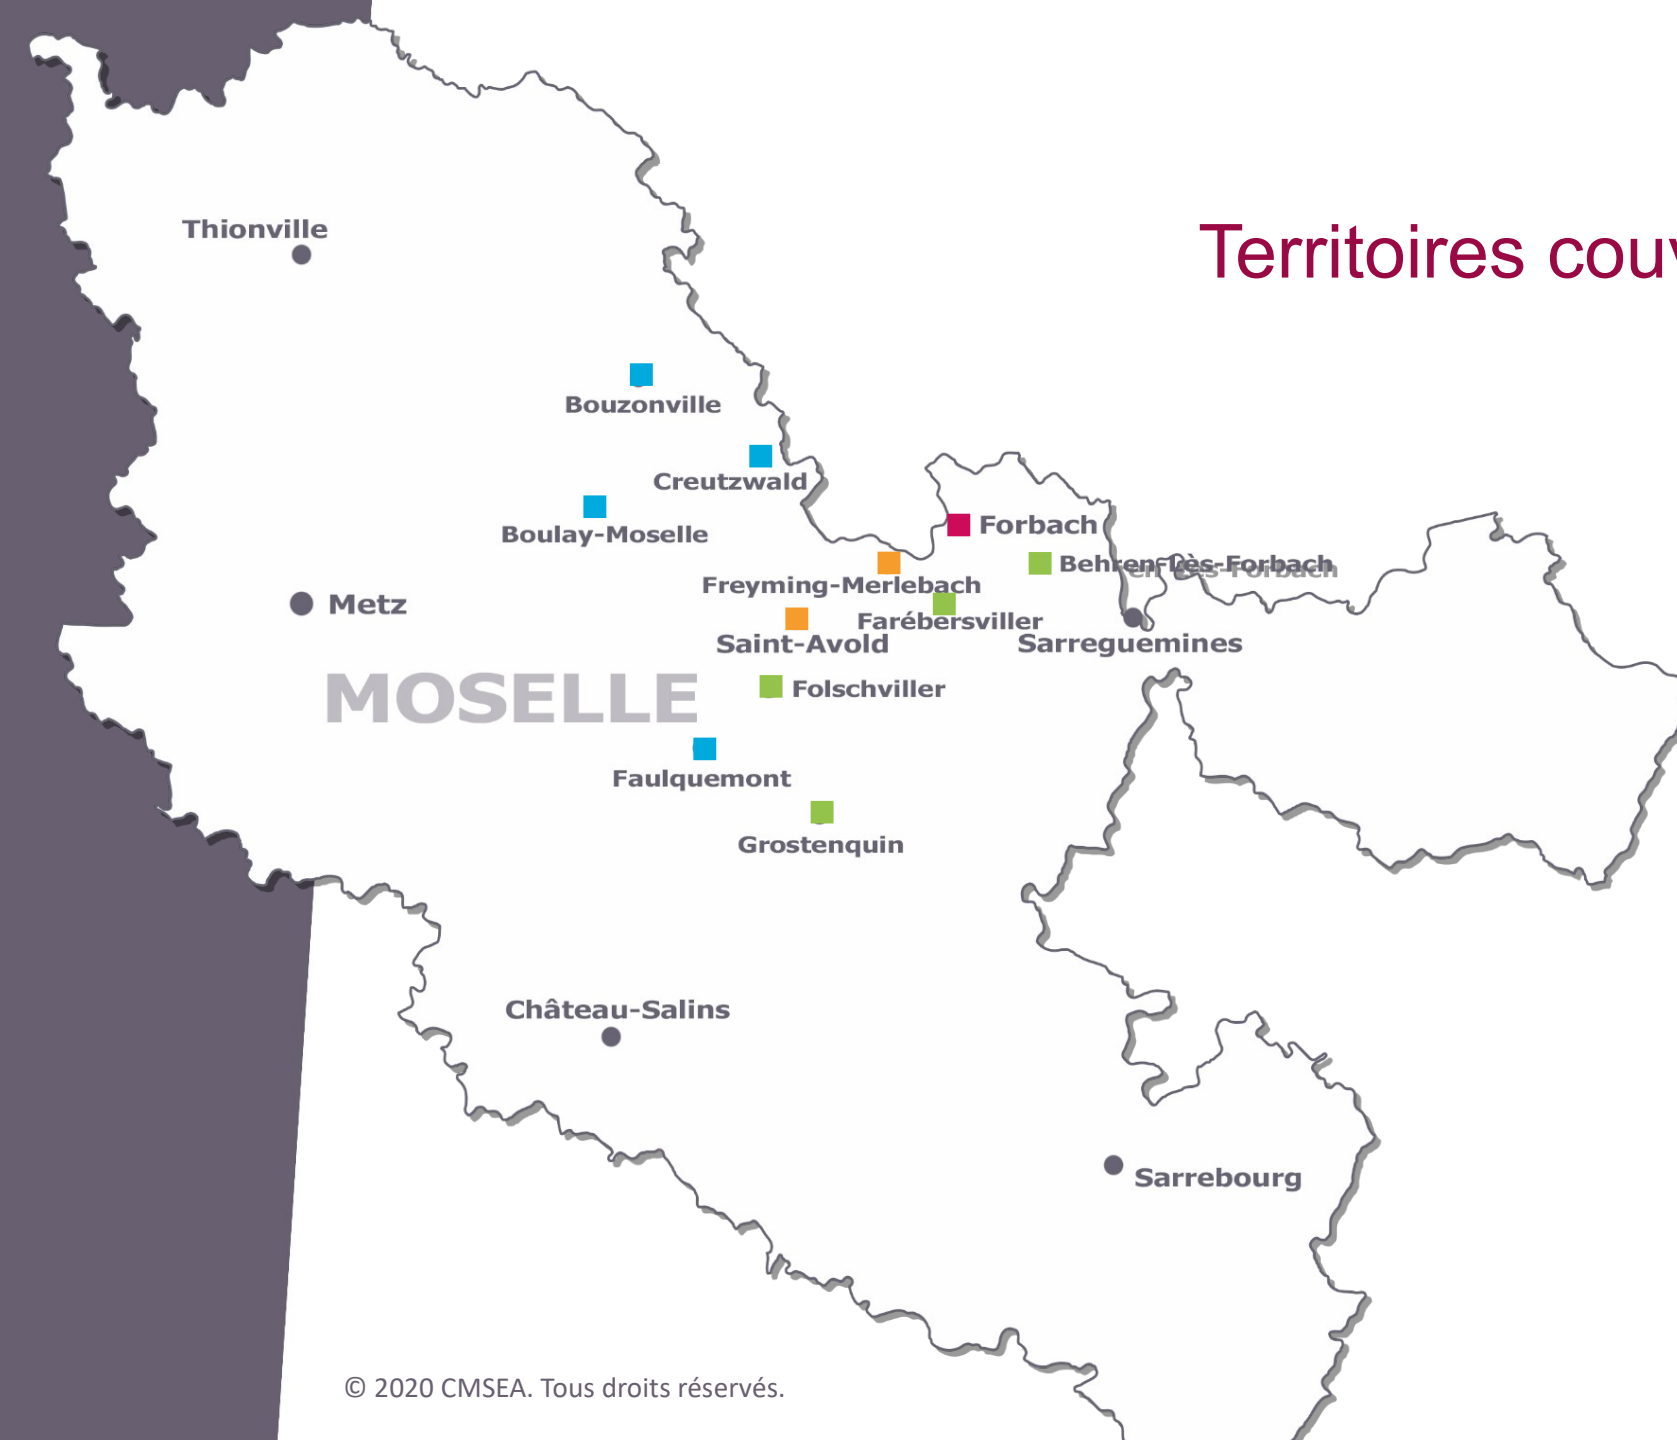 Thionville
Territoires cou
Bouzonville
Creutzwald
Boulay-Moselle
Forbach
Behren-Lès-Forbach
Freyming-Merlebach
Metz
Farébersviller
Saint-Avold
Sarreguemines
MOSELLE
Folschviller
Faulquemont
Grostenquin
Château-Salins
Sarrebourg
© 2020 CMSEA. Tous droits réservés.